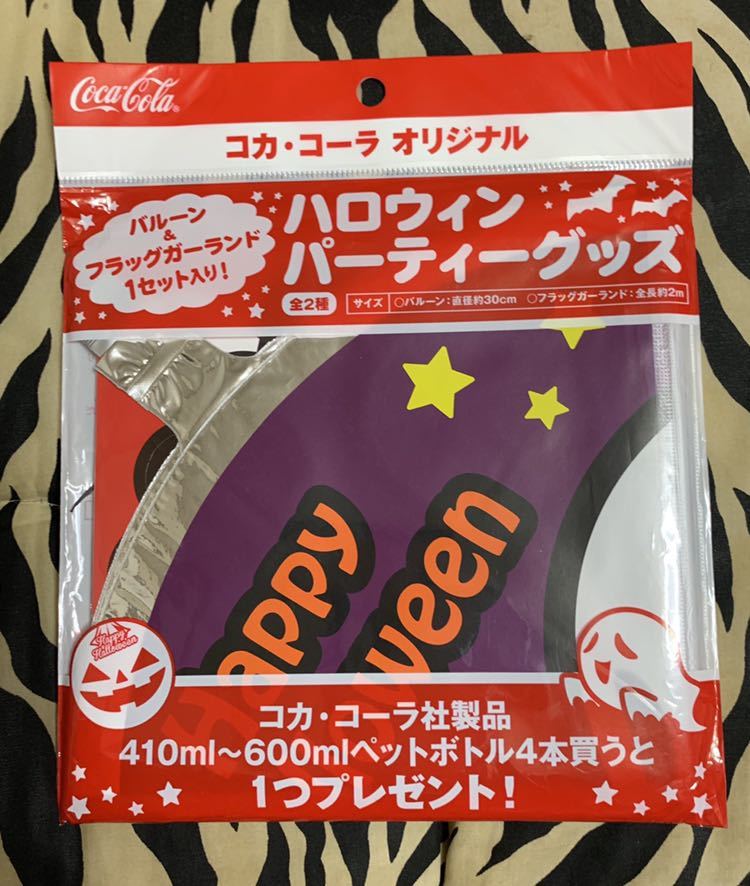 Coca-Cola®
コカ・コーラ オリジナル
バルーン
&
フラッグガーランド
1セット入り!
ハロウィン
パーティーグッズ
全2種
サイズ ○バルーン:直径約30cm ○フラッグガーランド:全長約2m
Happy
ween
Happy
Halloween
コカ・コーラ社製品
410ml~600mlペットボトル4本買うと
1つプレゼント!